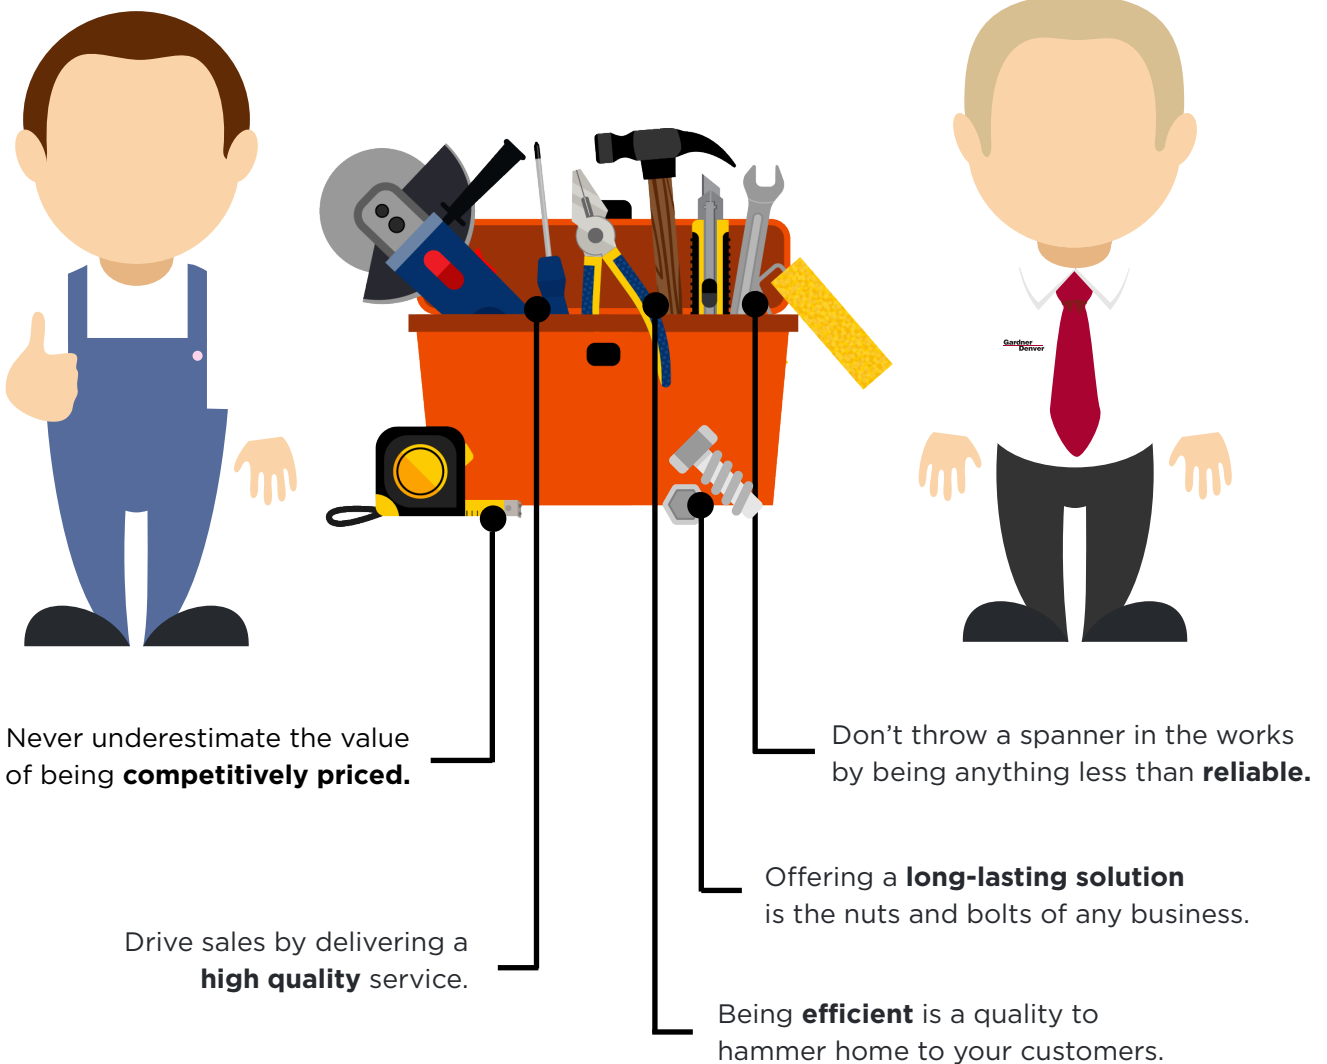 Gardner
Denver
Never underestimate the value
of being competitively priced.
Don’t throw a spanner in the works
by being anything less than reliable.
Offering a long-lasting solution
is the nuts and bolts of any business.
Drive sales by delivering a
high quality service.
Being efficient is a quality to
hammer home to your customers.